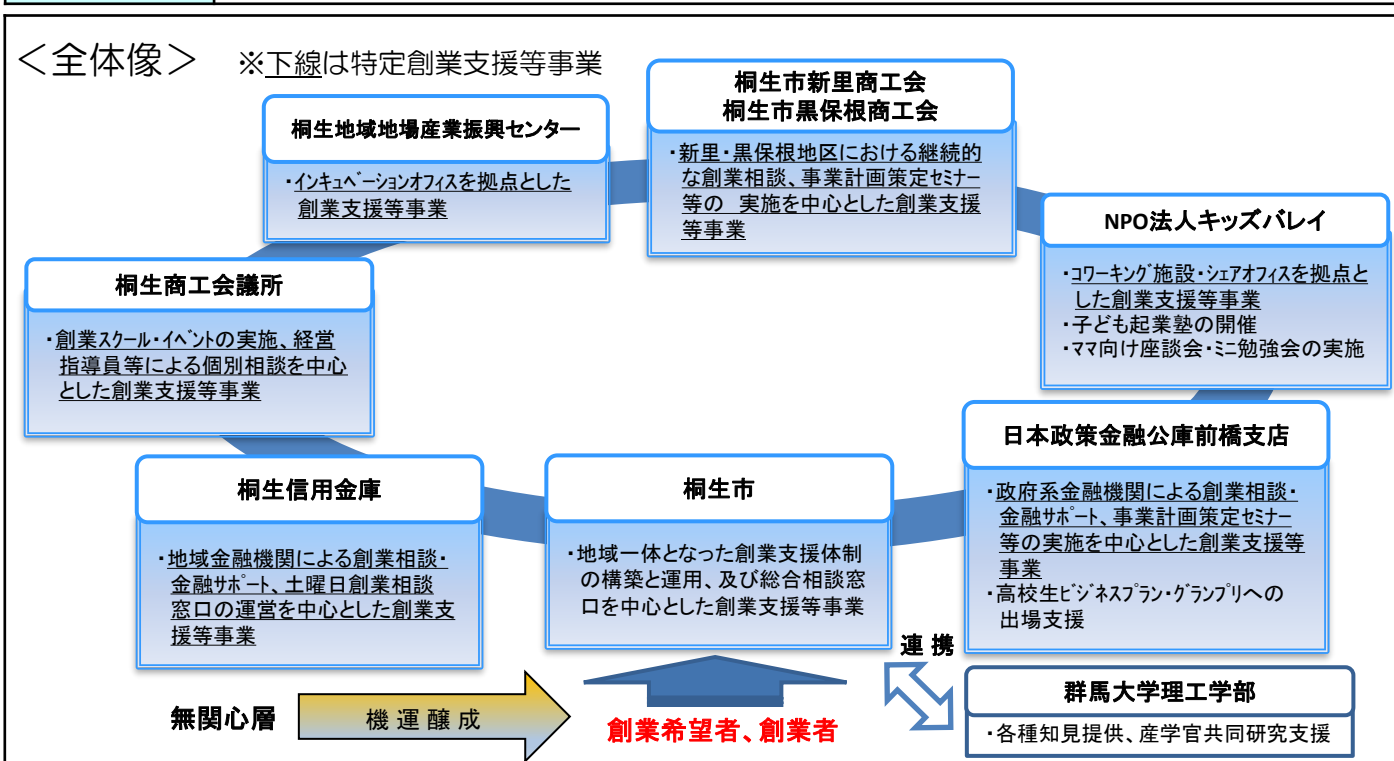 ＜全体像＞ ※下線は特定創業支援等事業
桐生市新里商工会
桐生市黒保根商工会
・新里・黒保根地区における継続的
な創業相談、事業計画策定セミナー
等の 実施を中心とした創業支援
等事業
桐生地域地場産業振興センター
・インキュベーションオフィスを拠点とした
創業支援等事業
NPO法人キッズバレイ
・コワーキング施設・シェアオフィスを拠点と
した創業支援等事業
・子ども起業塾の開催
・ママ向け座談会・ミニ勉強会の実施
桐生商工会議所
・創業スクール・イベントの実施、経営
指導員等による個別相談を中心
とした創業支援等事業
日本政策金融公庫前橋支店
・政府系金融機関による創業相談・
金融サポート、事業計画策定セミナー
等の実施を中心とした創業支援等
事業
・高校生ビジネスプラン・グランプリへの
出場支援
桐生信用金庫
・地域金融機関による創業相談・
金融サポート、土曜日創業相談
窓口の運営を中心とした創業支
援等事業
桐生市
・地域一体となった創業支援体制
の構築と運用、及び総合相談窓
口を中心とした創業支援等事業
連 携
無関心層
機 運 醸 成
創業希望者、創業者
群馬大学理工学部
・各種知見提供、産学官共同研究支援